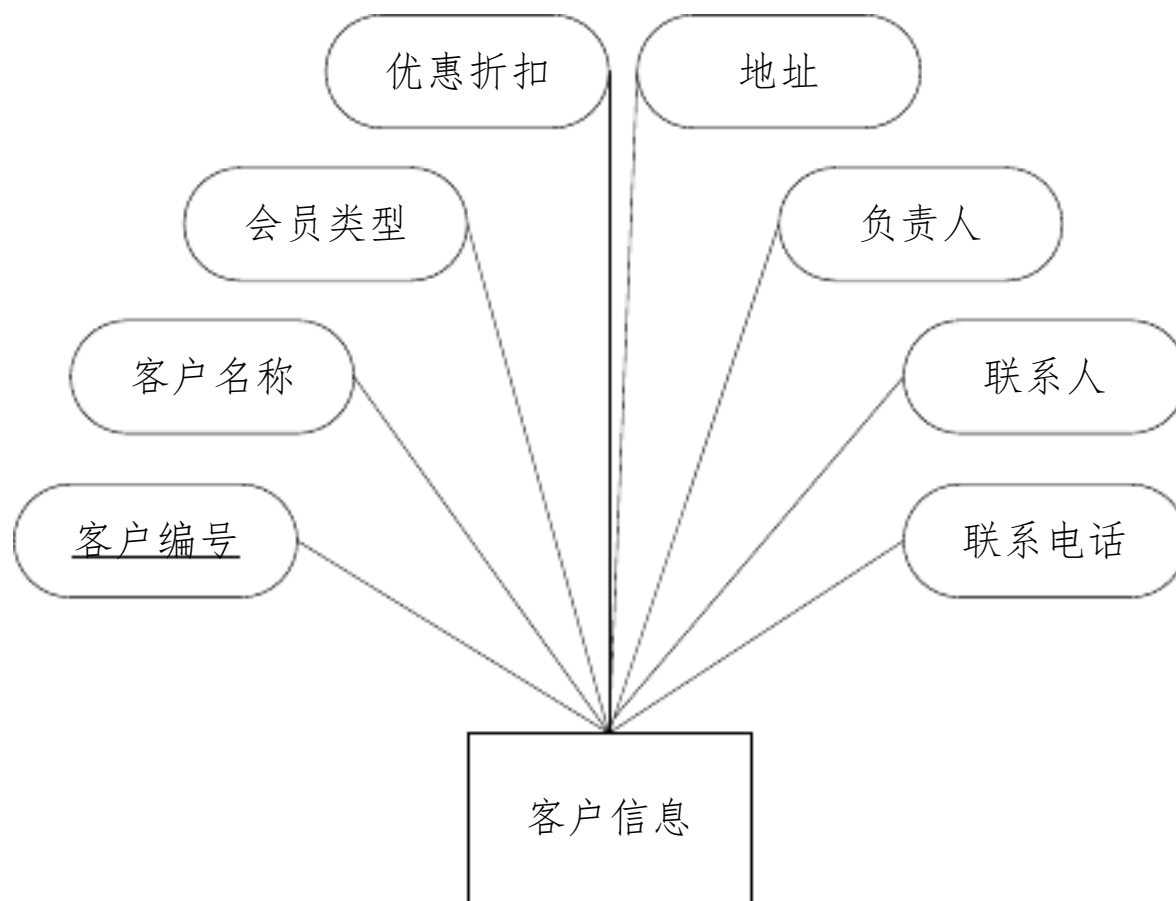 优惠折扣
地址
会员类型
负责人
客户名称
联系人
客户编号
联系电话
客户信息